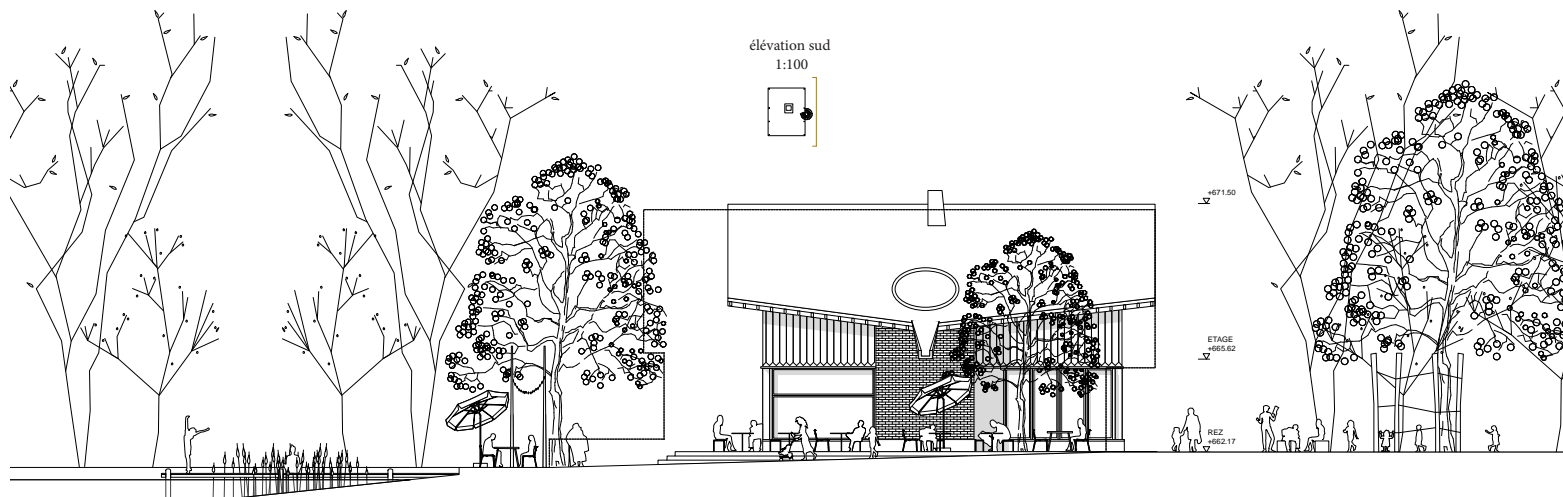 élévation sud
1:100
+671.50
ETAGE
+665.62
REZ
+662.17